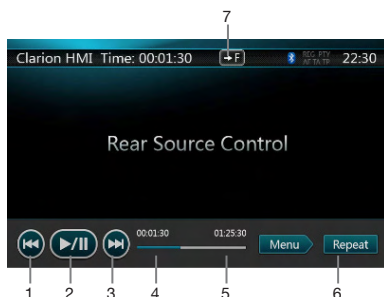 7
Clarion HMI Time: 00:01:30 →F REG PTY 22:30
AF TA TP
Rear Source Control
00:01:30 01:25:30
Menu Repeat
1 2 3 4 5 6